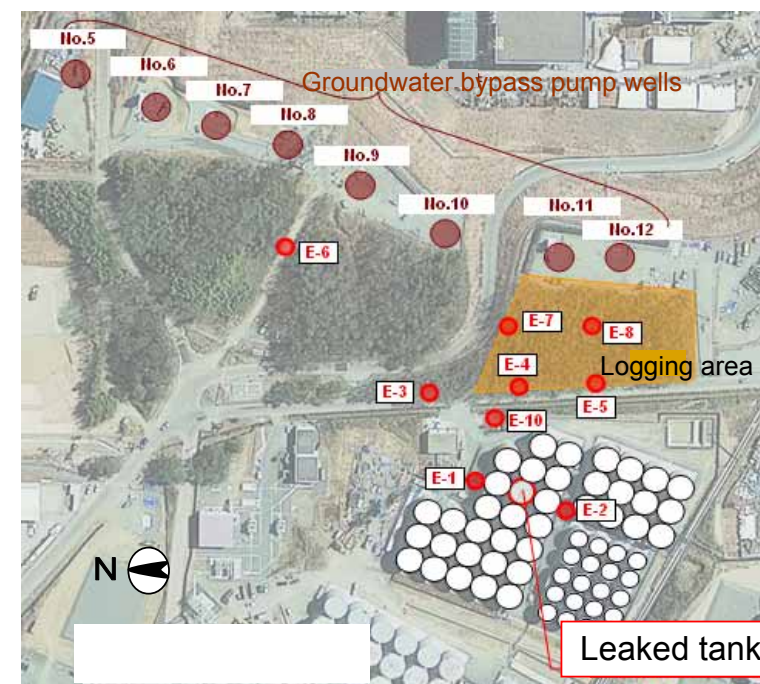 No.5
No.6
No.7
No.8
Groundwater bypass pump wells
No.9
No.10
No.11
No.12
E-6
E-7
E-8
E-4
Logging area
E-3
E-5
E-10
E-1
E-2
N
Leaked tank